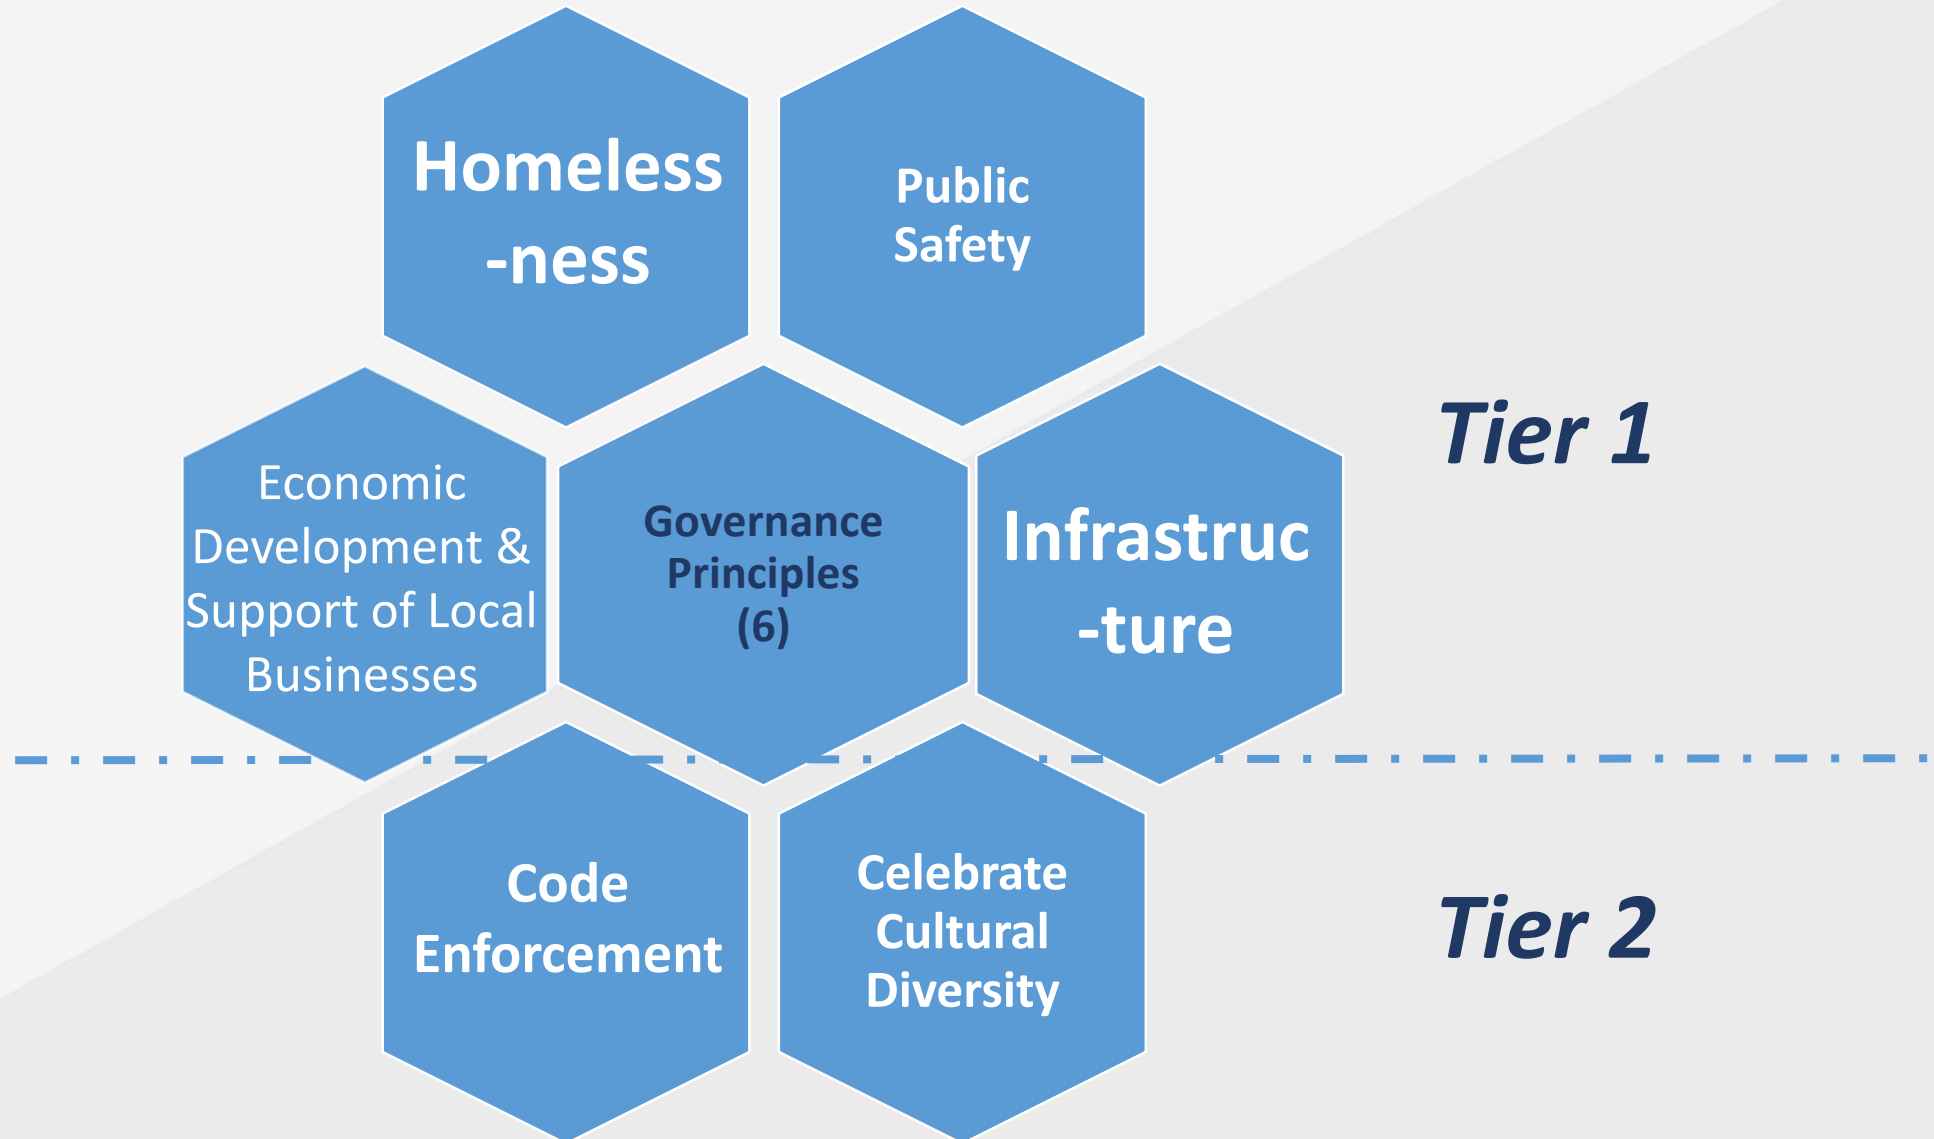 Homeless
-ness
Public
Safety
Economic
Development &
Support of Local
Businesses
Governance
Principles
(6)
Infrastruc
-ture
Tier 1
Code
Enforcement
Celebrate
Cultural
Diversity
Tier 2